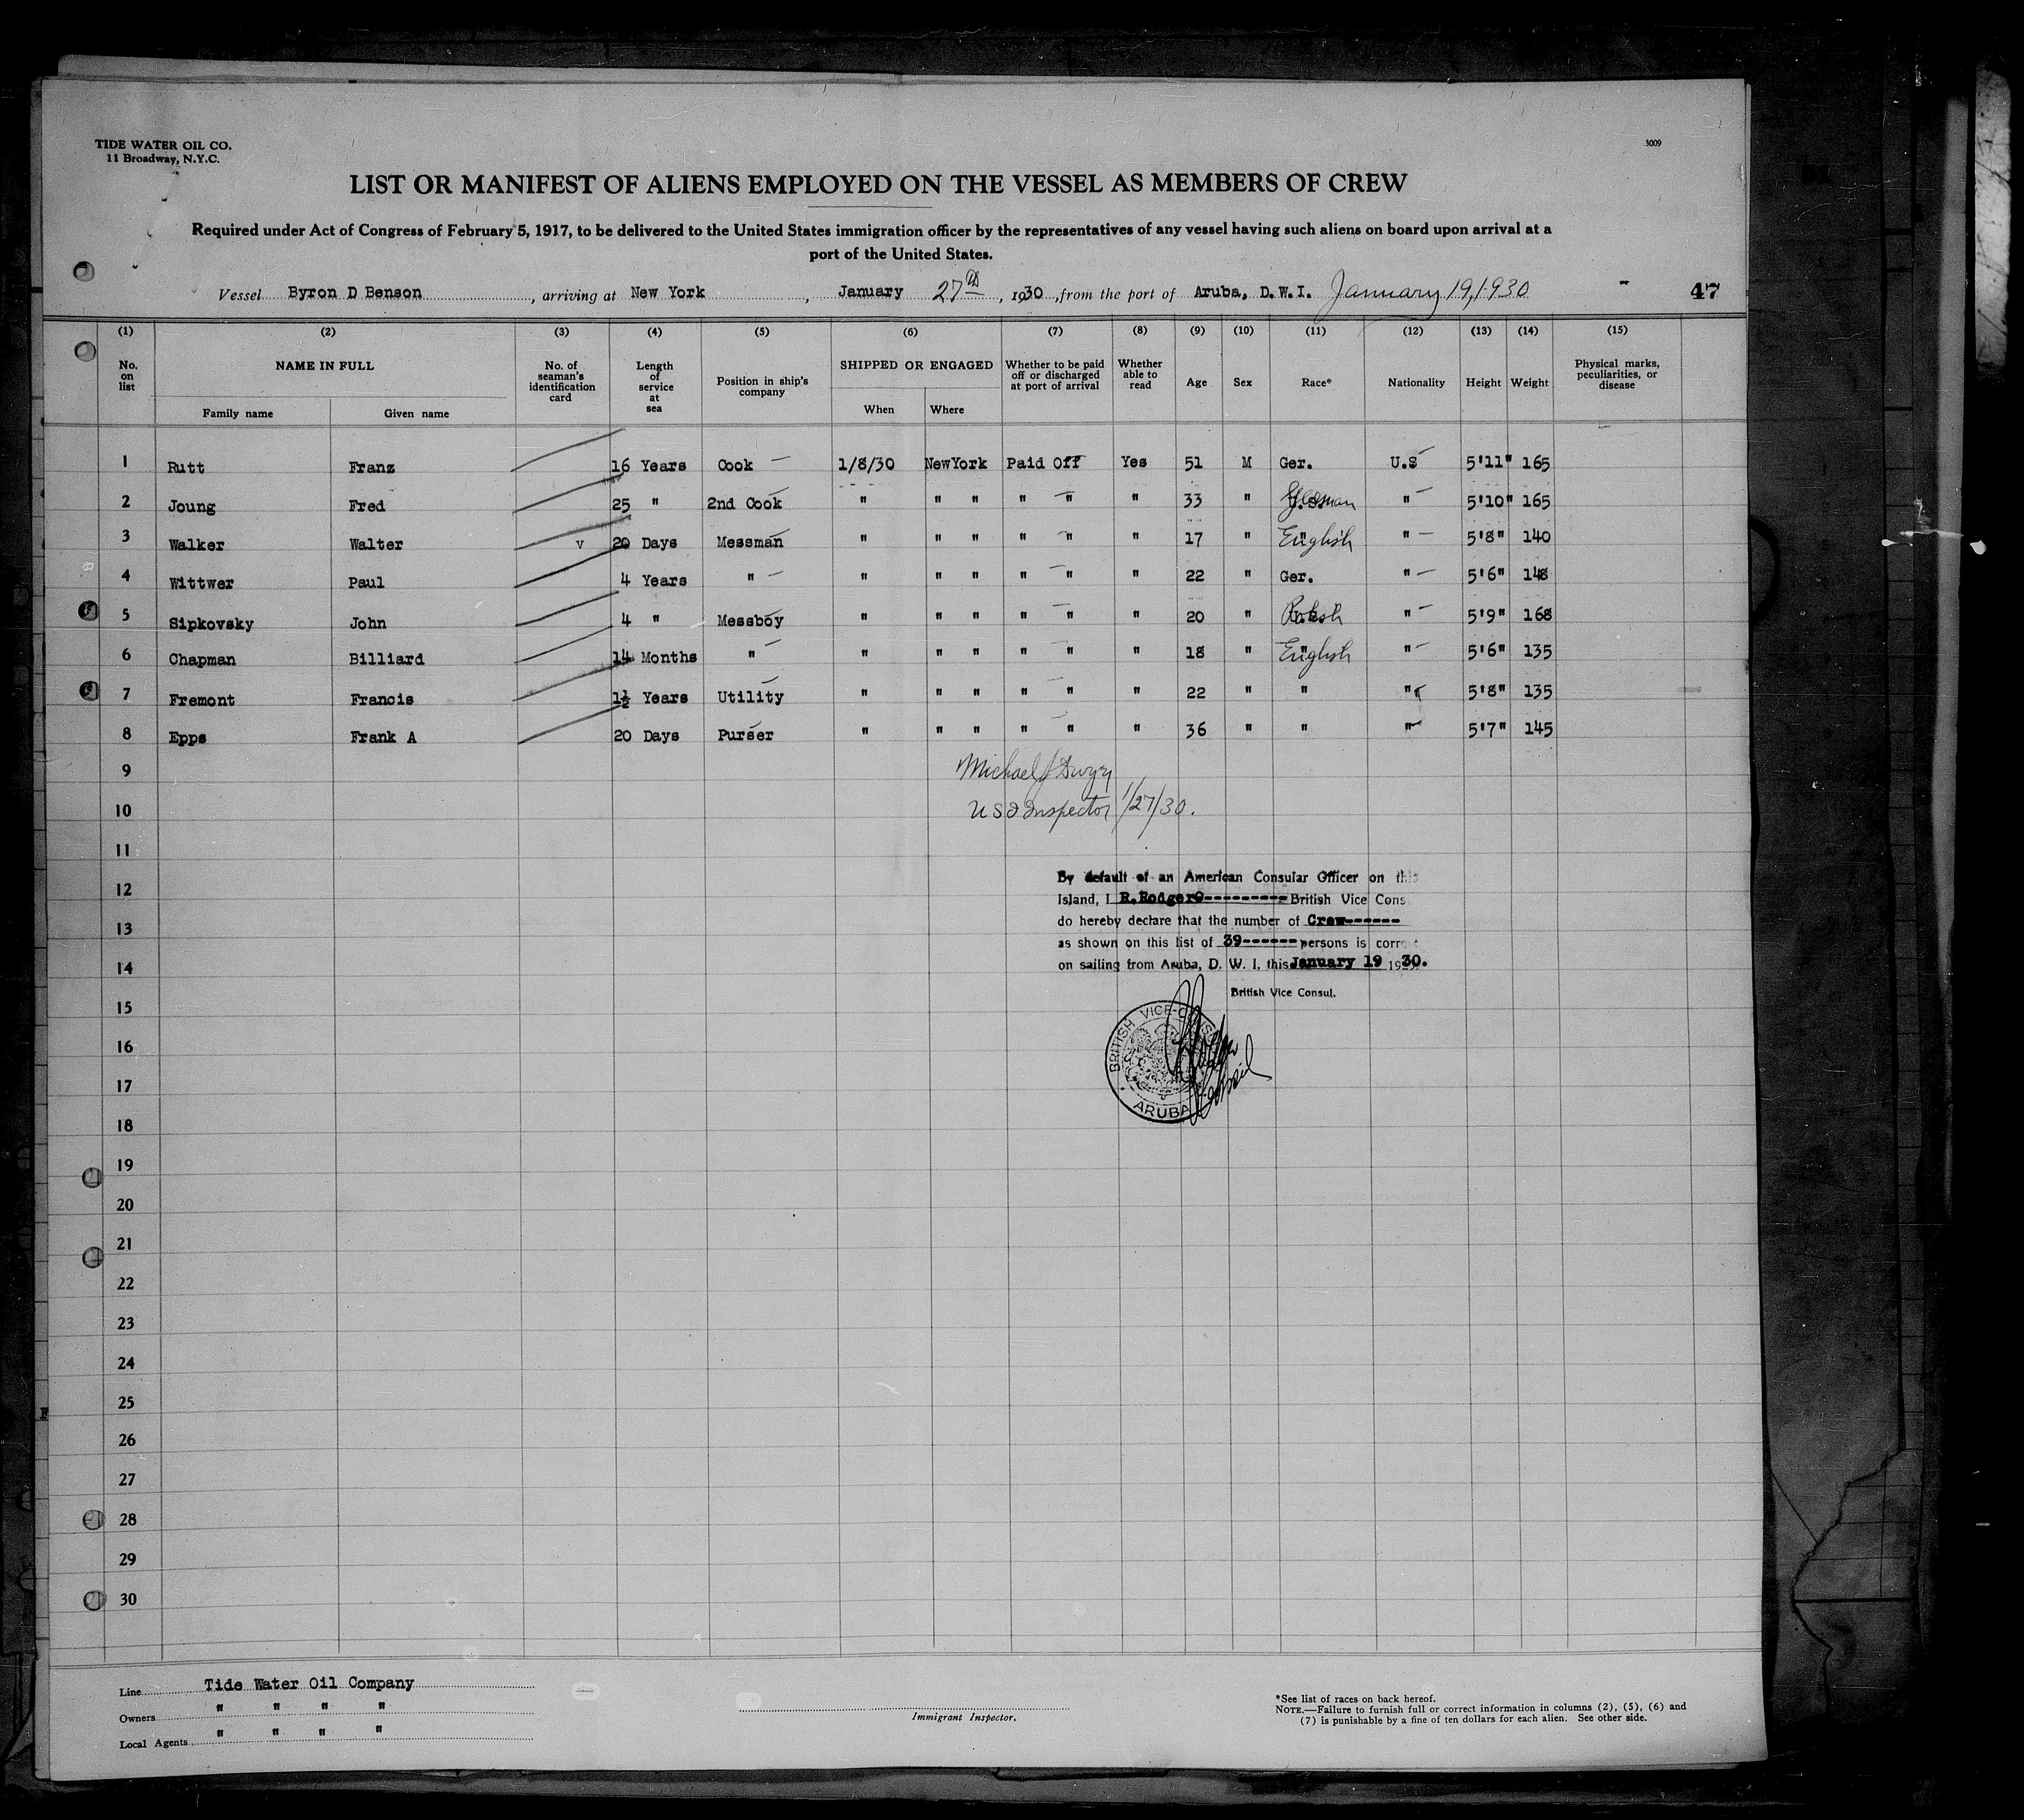 TIDE WATER OIL CO.
11 Broadway, N.Y.C.
3009
LIST OR MANIFEST OF ALIENS EMPLOYED ON THE VESSEL AS MEMBERS OF CREW
Required under Act of Congress of February 5, 1917, to be delivered to the United States immigration officer by the representatives of any vessel having such aliens on board upon arrival at a
port of the United States.
Vessel Byron D Benson, arriving at New York, January 27th, 1930, from the port of Aruba, D.W.I. January 19, 1930 - 47
(1) (2) (3) (4) (5) (6) (7) (8) (9) (10) (11) (12) (13) (14) (15)
No. on list NAME IN FULL Family name Given name No. of seaman's identification card Length of service at sea Position in ship's company SHIPPED OR ENGAGED When Where Whether to be paid off or discharged at port of arrival Whether able to read Age Sex Race* Nationality Height Weight Physical marks, peculiarities, or disease
1 Rutt Franz 16 Years Cook 1/8/30 NewYork Paid Off Yes 51 M Ger. U.S 5'11" 165
2 Joung Fred 25 " 2nd Cook " " " " " " 33 " German " 5'10" 165
3 Walker Walter v 20 Days Messman " " " " " " 17 " English " 5'8" 140
4 Wittwer Paul 4 Years " " " " " " " 22 " Ger. " 5'6" 148
5 Sipkovsky John 4 " Messboy " " " " " " 20 " " 5'9" 168
6 Chapman Billiard 14 Months " " " " " " " 18 " English " 5'6" 135
7 Fremont Francis 1½ Years Utility " " " " " " 22 " " " 5'8" 135
8 Epps Frank A 20 Days Purser " " " " " " 36 " " " 5'7" 145
9 Michael J Dwyer
10 USI Inspector 1/27/30.
11
By default of an American Consular Officer on this
12
Island, I R.Rodger0---------British Vice Cons
do hereby declare that the number of Crew------
13
as shown on this list of 39------persons is correct
14
on sailing from Aruba, D. W. I. this January 19 1930.
British Vice Consul.
15
BRITISH VICE-CONSUL
ARUBA
16
17
18
19
20
21
22
23
24
25
26
27
28
29
30
Line Tide Water Oil Company
Owners " " " "
Local Agents " " " "
Immigrant Inspector.
*See list of races on back hereof.
NOTE.—Failure to furnish full or correct information in columns (2), (5), (6) and
(7) is punishable by a fine of ten dollars for each alien. See other side.